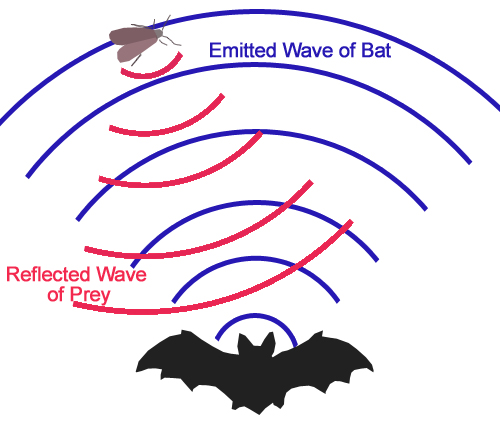 Emitted Wave of Bat
Reflected Wave
of Prey